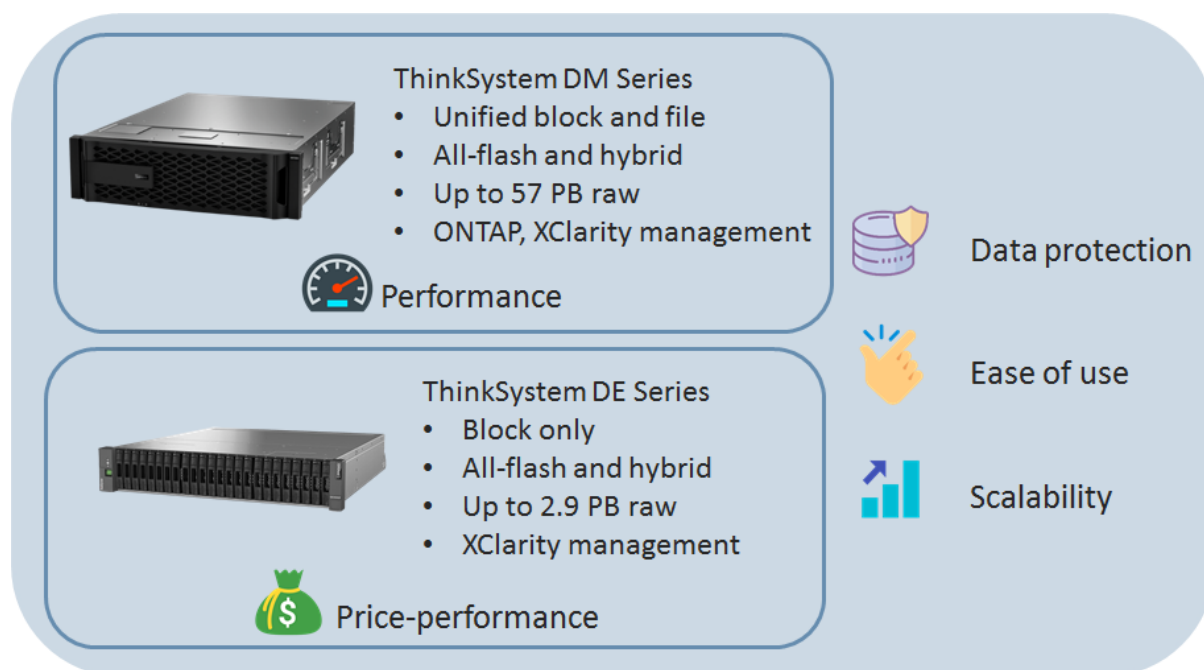 ThinkSystem DM Series
• Unified block and file
• All-flash and hybrid
• Up to 57 PB raw
• ONTAP, XClarity management
Performance
ThinkSystem DE Series
• Block only
• All-flash and hybrid
• Up to 2.9 PB raw
• XClarity management
$ Price-performance
Data protection
Ease of use
Scalability